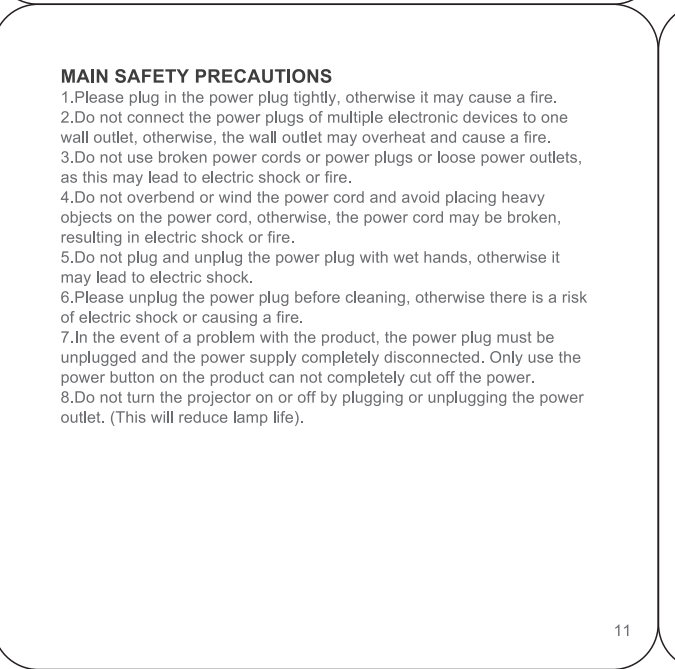 MAIN SAFETY PRECAUTIONS
1.Please plug in the power plug tightly, otherwise it may cause a fire.
2.Do not connect the power plugs of multiple electronic devices to one
wall outlet, otherwise, the wall outlet may overheat and cause a fire.
3.Do not use broken power cords or power plugs or loose power outlets,
as this may lead to electric shock or fire.
4.Do not overbend or wind the power cord and avoid placing heavy
objects on the power cord, otherwise, the power cord may be broken,
resulting in electric shock or fire.
5.Do not plug and unplug the power plug with wet hands, otherwise it
may lead to electric shock.
6.Please unplug the power plug before cleaning, otherwise there is a risk
of electric shock or causing a fire.
7.In the event of a problem with the product, the power plug must be
unplugged and the power supply completely disconnected. Only use the
power button on the product can not completely cut off the power.
8.Do not turn the projector on or off by plugging or unplugging the power
outlet. (This will reduce lamp life).
11